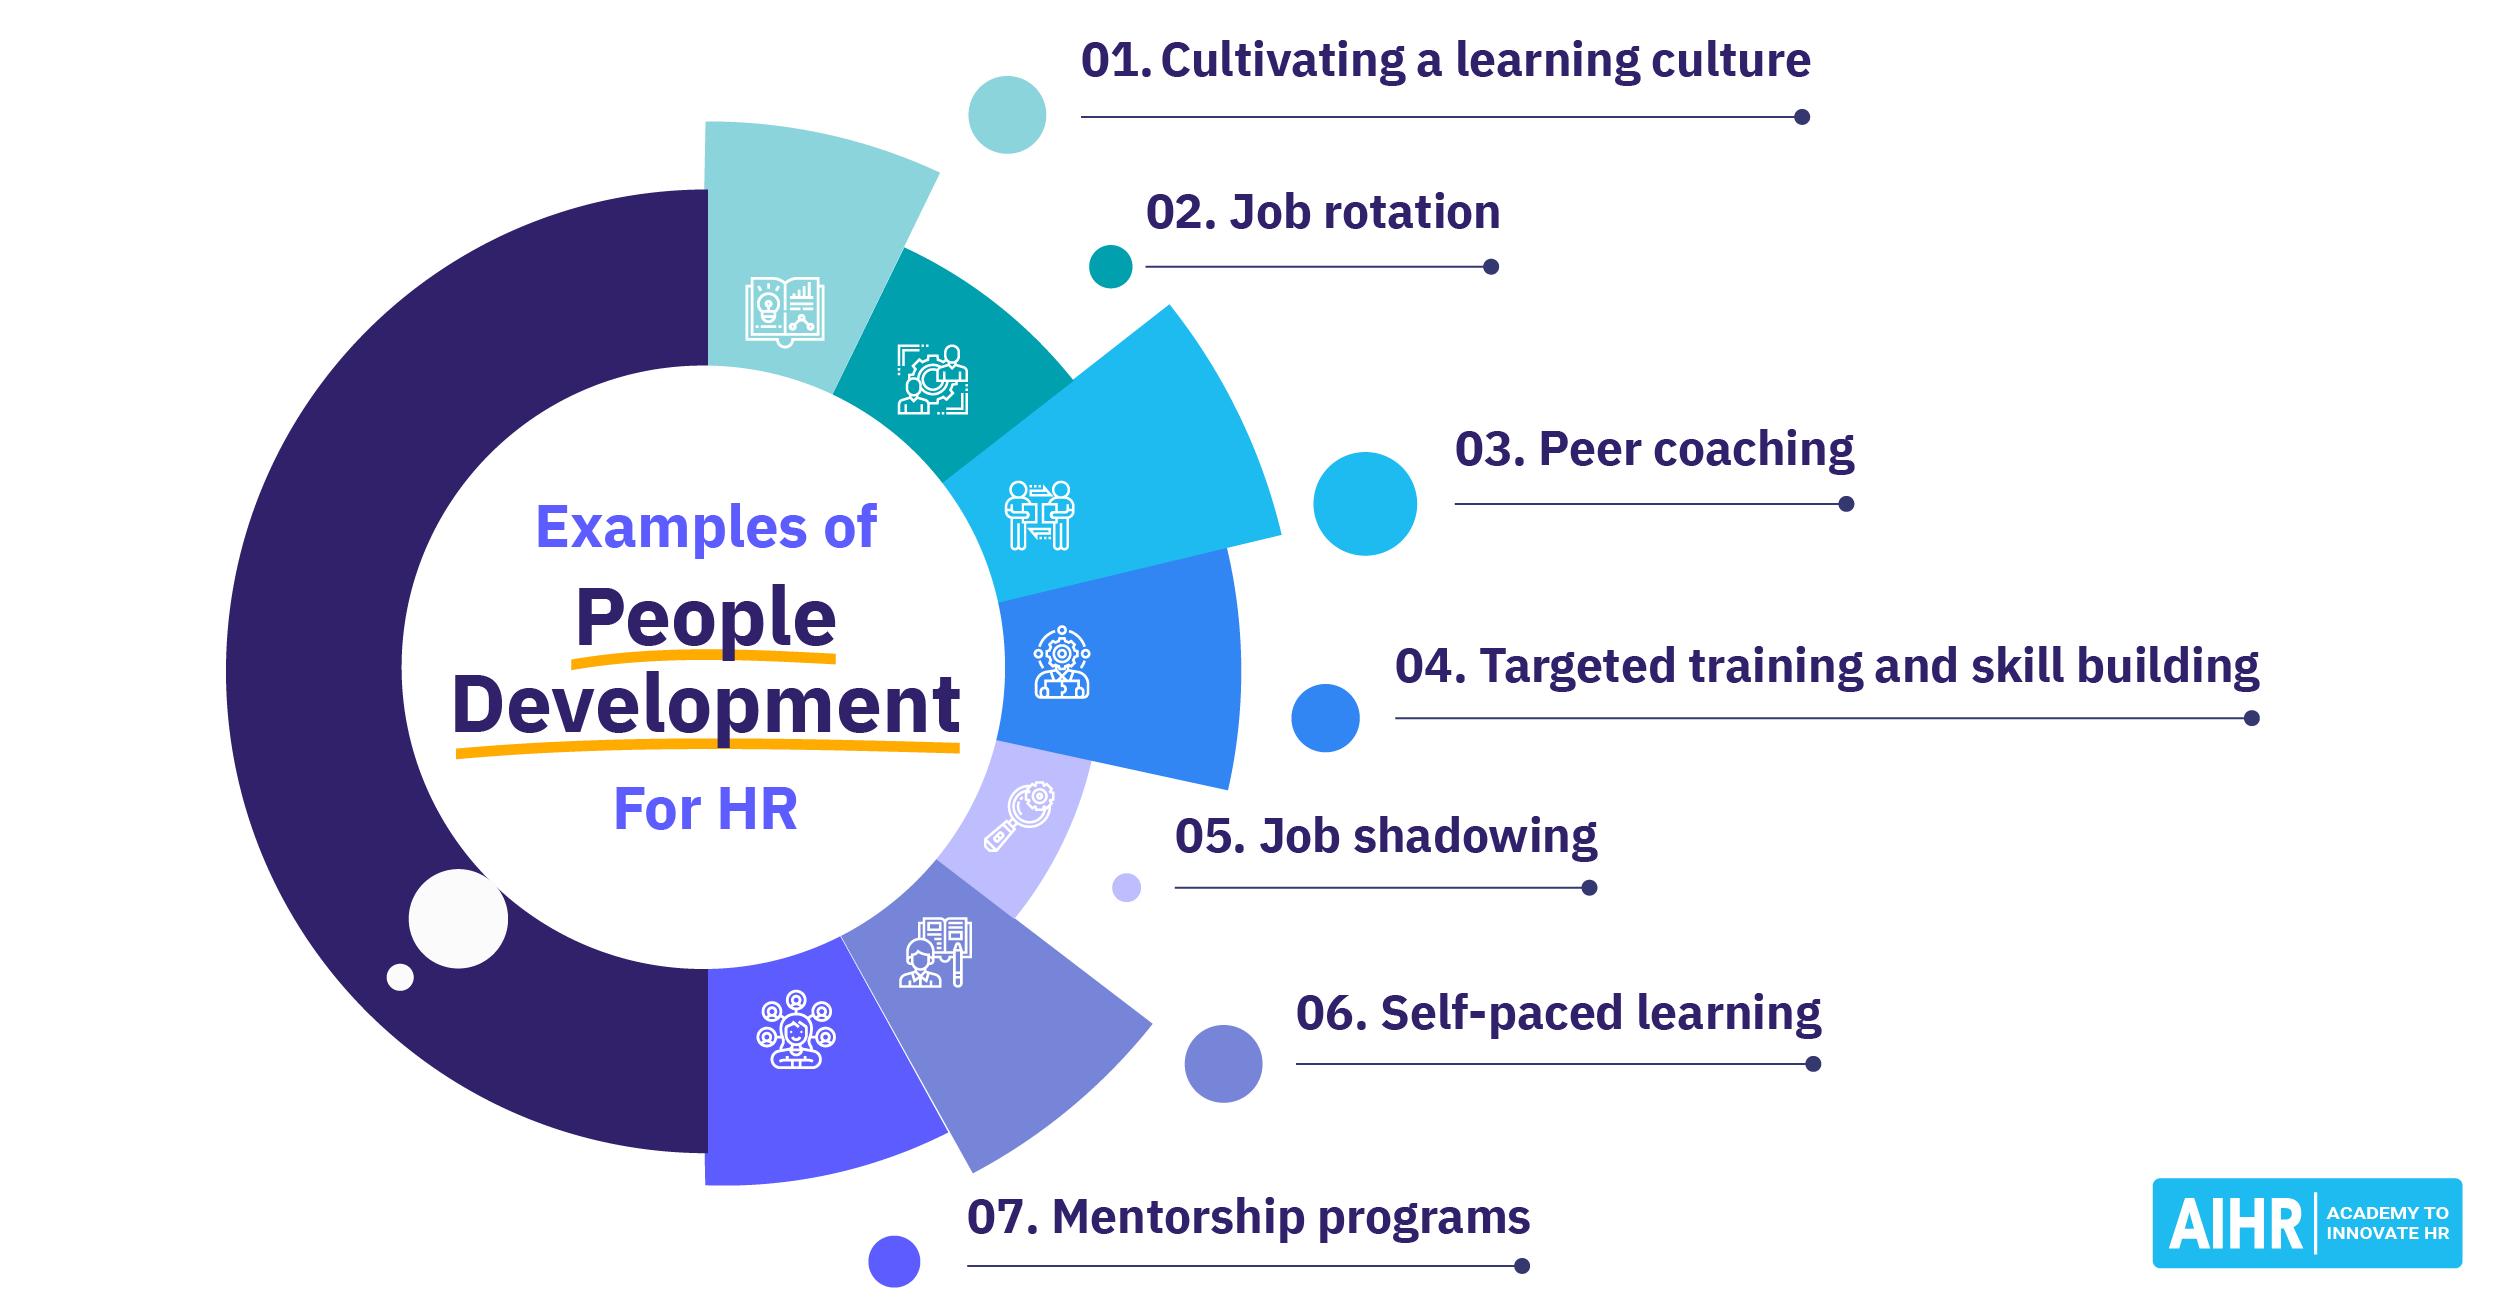 Examples of
People
Development
For HR
01. Cultivating a learning culture
02. Job rotation
03. Peer coaching
04. Targeted training and skill building
05. Job shadowing
06. Self-paced learning
07. Mentorship programs
AIHR
ACADEMY TO
INNOVATE HR